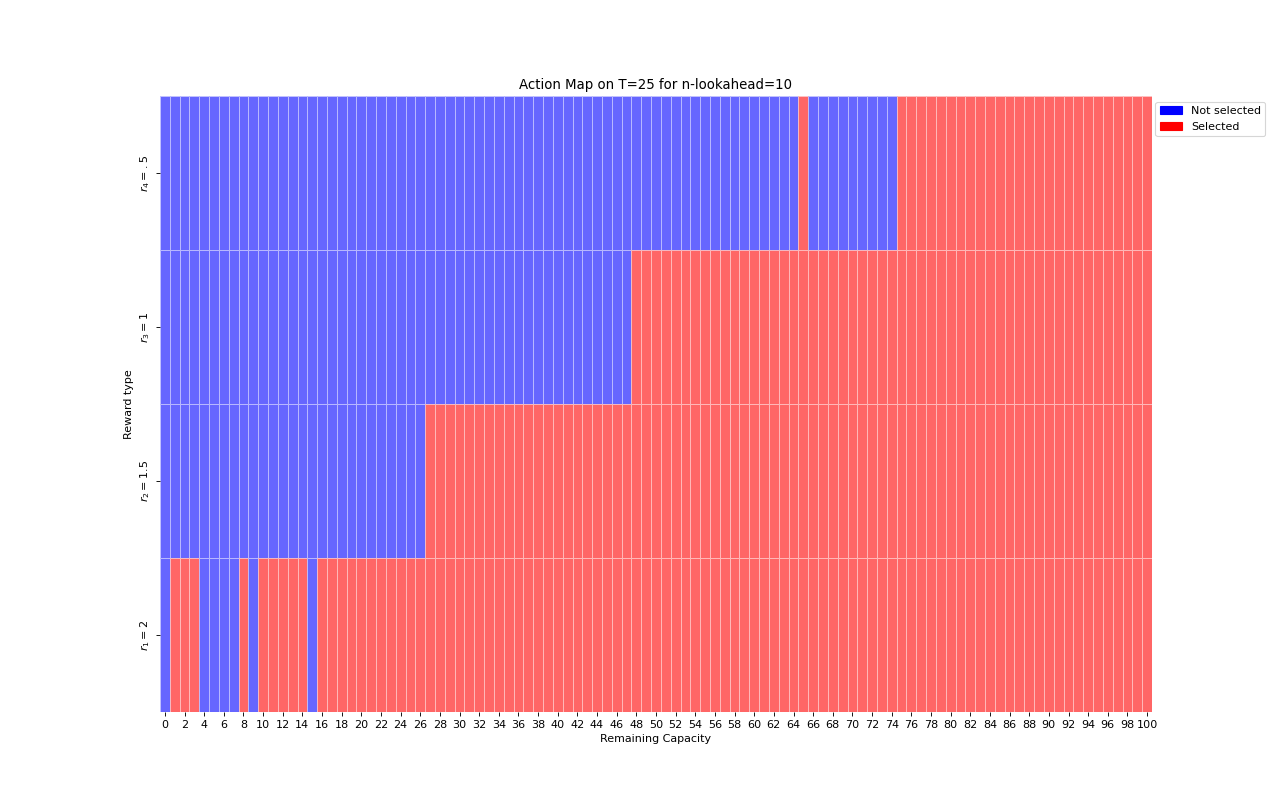 Action Map on T=25 for n-lookahead=10
Not selected
Selected
r₄ = .5
r₃ = 1
Reward type
r₂ = 1.5
r₁ = 2
0 2 4 6 8 10 12 14 16 18 20 22 24 26 28 30 32 34 36 38 40 42 44 46 48 50 52 54 56 58 60 62 64 66 68 70 72 74 76 78 80 82 84 86 88 90 92 94 96 98 100
Remaining Capacity